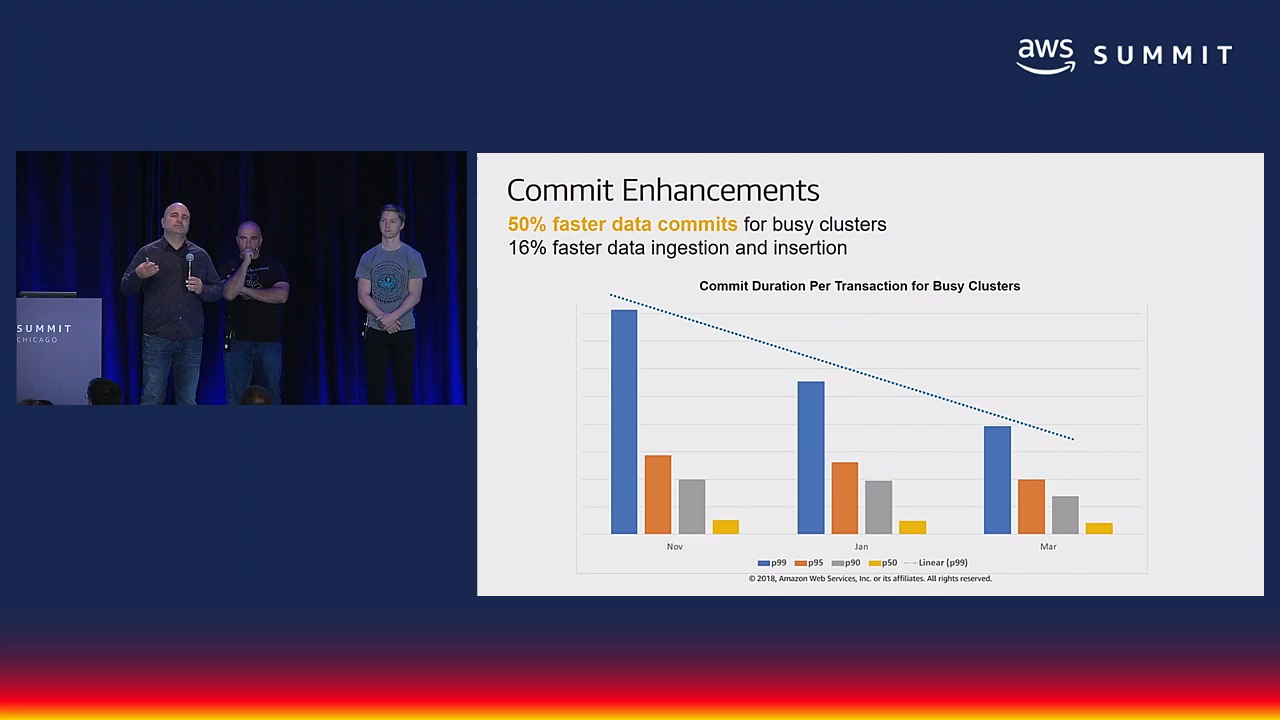 aws SUMMIT
SUMMIT
CHICAGO
Commit Enhancements
50% faster data commits for busy clusters
16% faster data ingestion and insertion
Commit Duration Per Transaction for Busy Clusters
Nov Jan Mar
p99 p95 p90 p50 Linear (p99)
© 2018, Amazon Web Services, Inc. or its affiliates. All rights reserved.